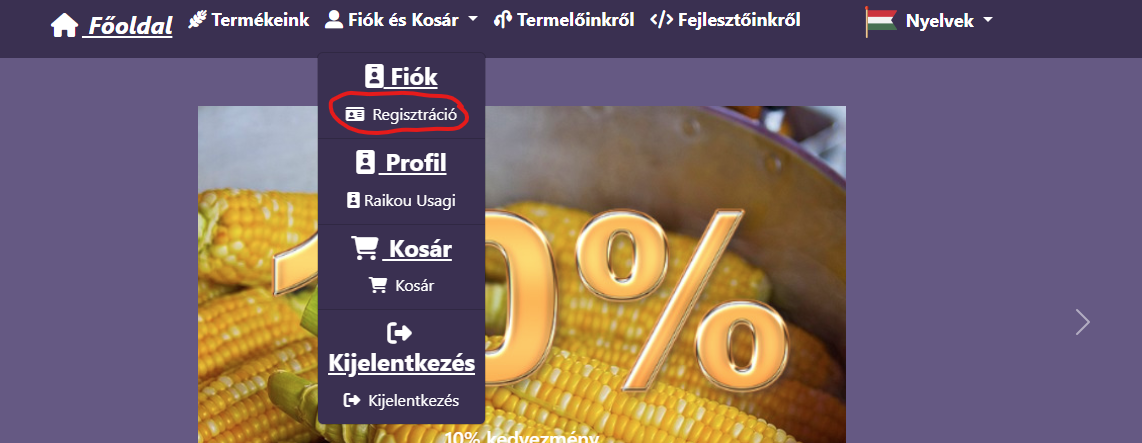 Főoldal Termékeink Fiók és Kosár Termelőinkről Fejlesztőinkről Nyelvek
Fiók
Regisztráció
Profil
Raikou Usagi
Kosár
Kosár
Kijelentkezés
Kijelentkezés
10%
10% kedvezmény